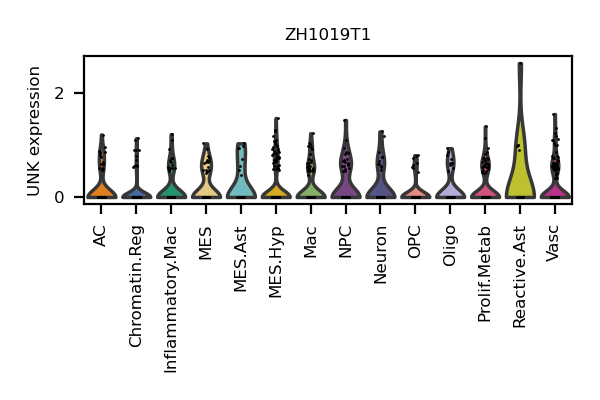 ZH1019T1
UNK expression
2
0
AC
Chromatin.Reg
Inflammatory.Mac
MES
MES.Ast
MES.Hyp
Mac
NPC
Neuron
OPC
Oligo
Prolif.Metab
Reactive.Ast
Vasc